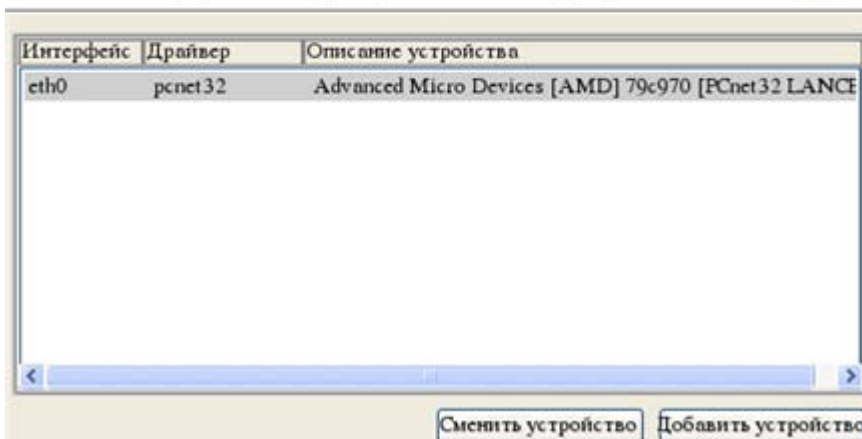 Интерфейс Драйвер Описание устройства
eth0 pcnet32 Advanced Micro Devices [AMD] 79c970 [PCnet32 LANCE
Сменить устройство Добавить устройство